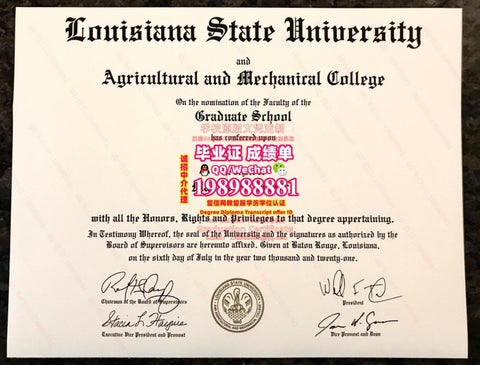 Louisiana State University
and
Agricultural and Mechanical College
On the nomination of the Faculty of the
Graduate School
has conferred upon
毕业证 成绩单
QQ/WeChat
198988881
诚招中介代理
Degree Diploma Transcript offer ID
with all the Honors, Rights and Privileges to that degree appertaining.
In Testimony Whereof, the seal of the University and the signatures as authorized by the
Board of Supervisors are hereunto affixed. Given at Baton Rouge, Louisiana,
on the sixth day of July in the year two thousand and twenty-one.
Chairman of the Board of Supervisors
President
Executive Vice President and Provost
Vice Provost and Dean